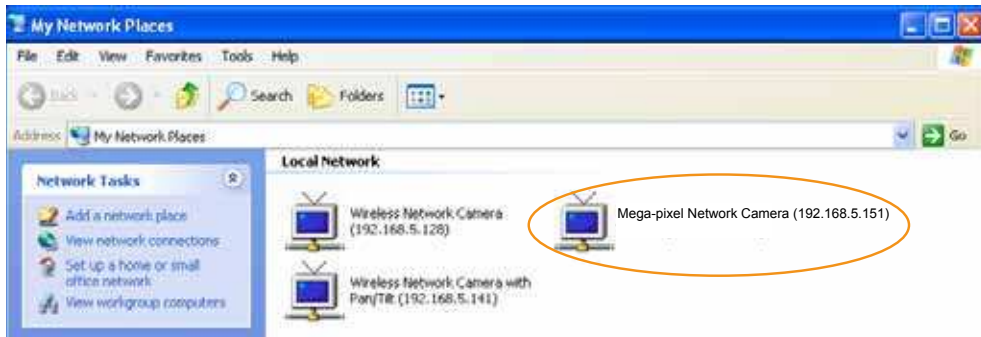 My Network Places
File Edit View Favorites Tools Help
Back Search Folders
Address My Network Places Go
Local Network
Network Tasks
Add a network place
View network connections
Set up a home or small
office network
View workgroup computers
Wireless Network Camera
(192.168.5.128)
Mega-pixel Network Camera (192.168.5.151)
Wireless Network Camera with
Pan/Tilt (192.168.5.141)